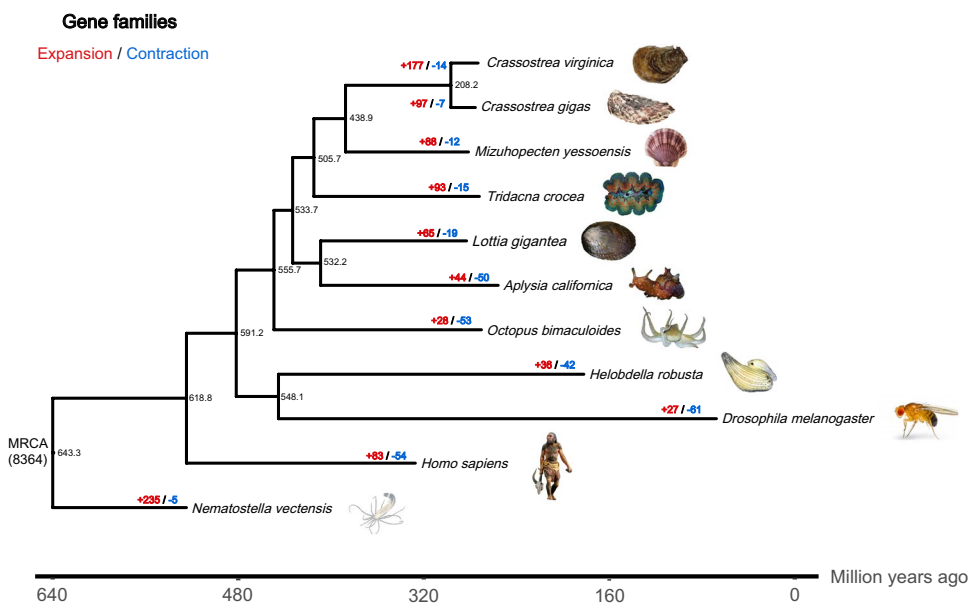 Gene families
Expansion / Contraction
+177 / -14
Crassostrea virginica
208.2
+97 / -7
Crassostrea gigas
438.9
+88 / -12
Mizuhopecten yessoensis
505.7
+93 / -15
Tridacna crocea
533.7
+65 / -19
Lottia gigantea
532.2
555.7
+44 / -50
Aplysia californica
+28 / -53
Octopus bimaculoides
591.2
+36 / -42
Helobdella robusta
548.1
618.8
+27 / -61
Drosophila melanogaster
MRCA
(8364)
643.3
+83 / -54
Homo sapiens
+235 / -5
Nematostella vectensis
Million years ago
640 480 320 160 0